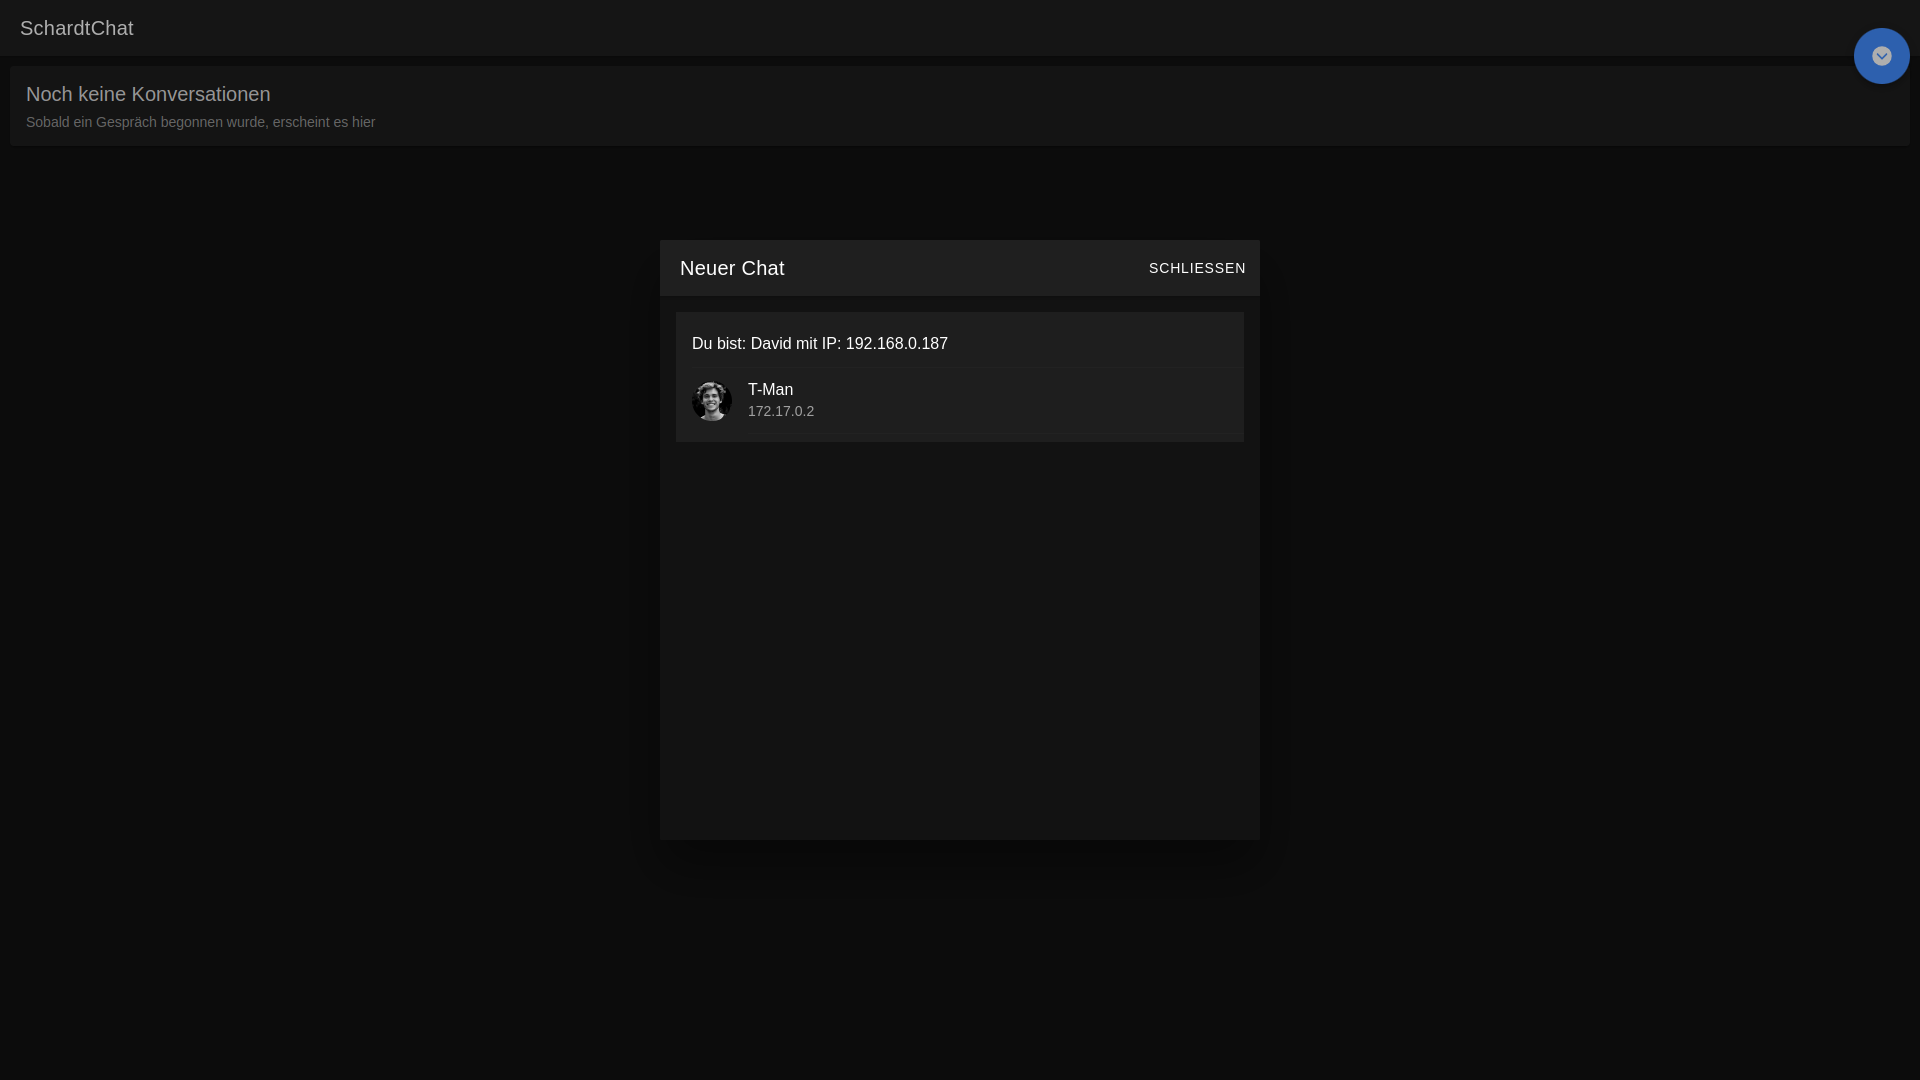 SchardtChat
Noch keine Konversationen
Sobald ein Gespräch begonnen wurde, erscheint es hier
Neuer Chat
SCHLIESSEN
Du bist: David mit IP: 192.168.0.187
T-Man
172.17.0.2